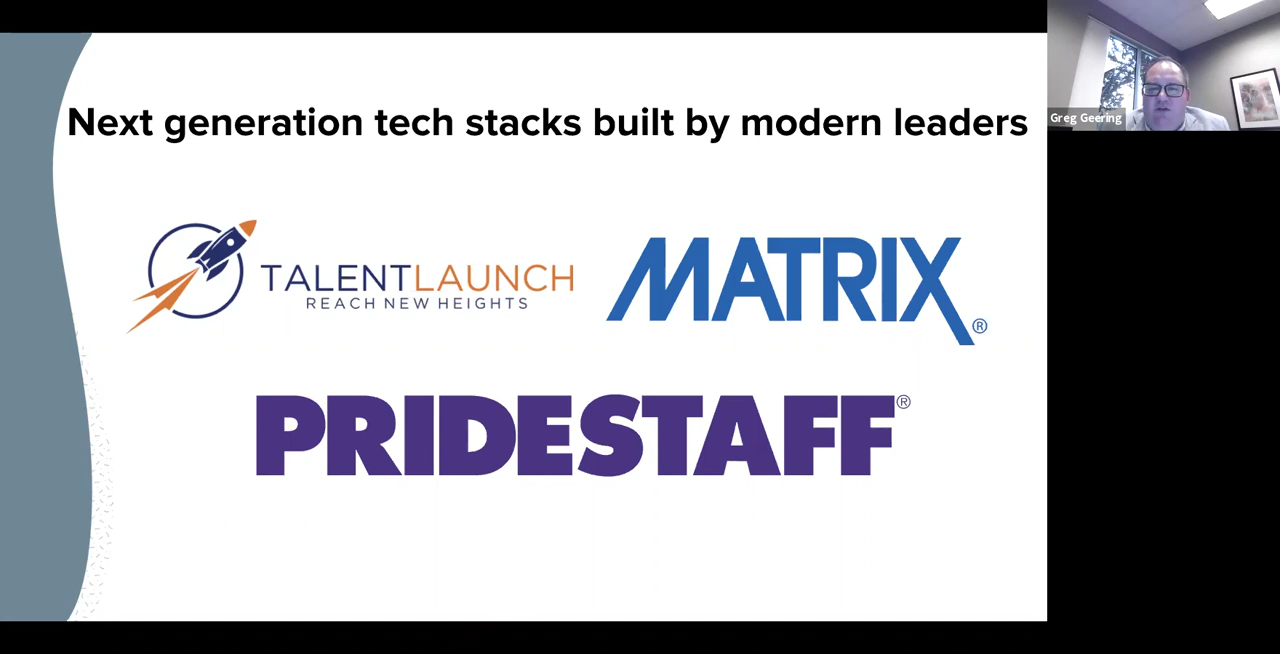 Next generation tech stacks built by modern leaders
Greg Geering
TALENTLAUNCH
REACH NEW HEIGHTS
MATRIX®
PRIDESTAFF®